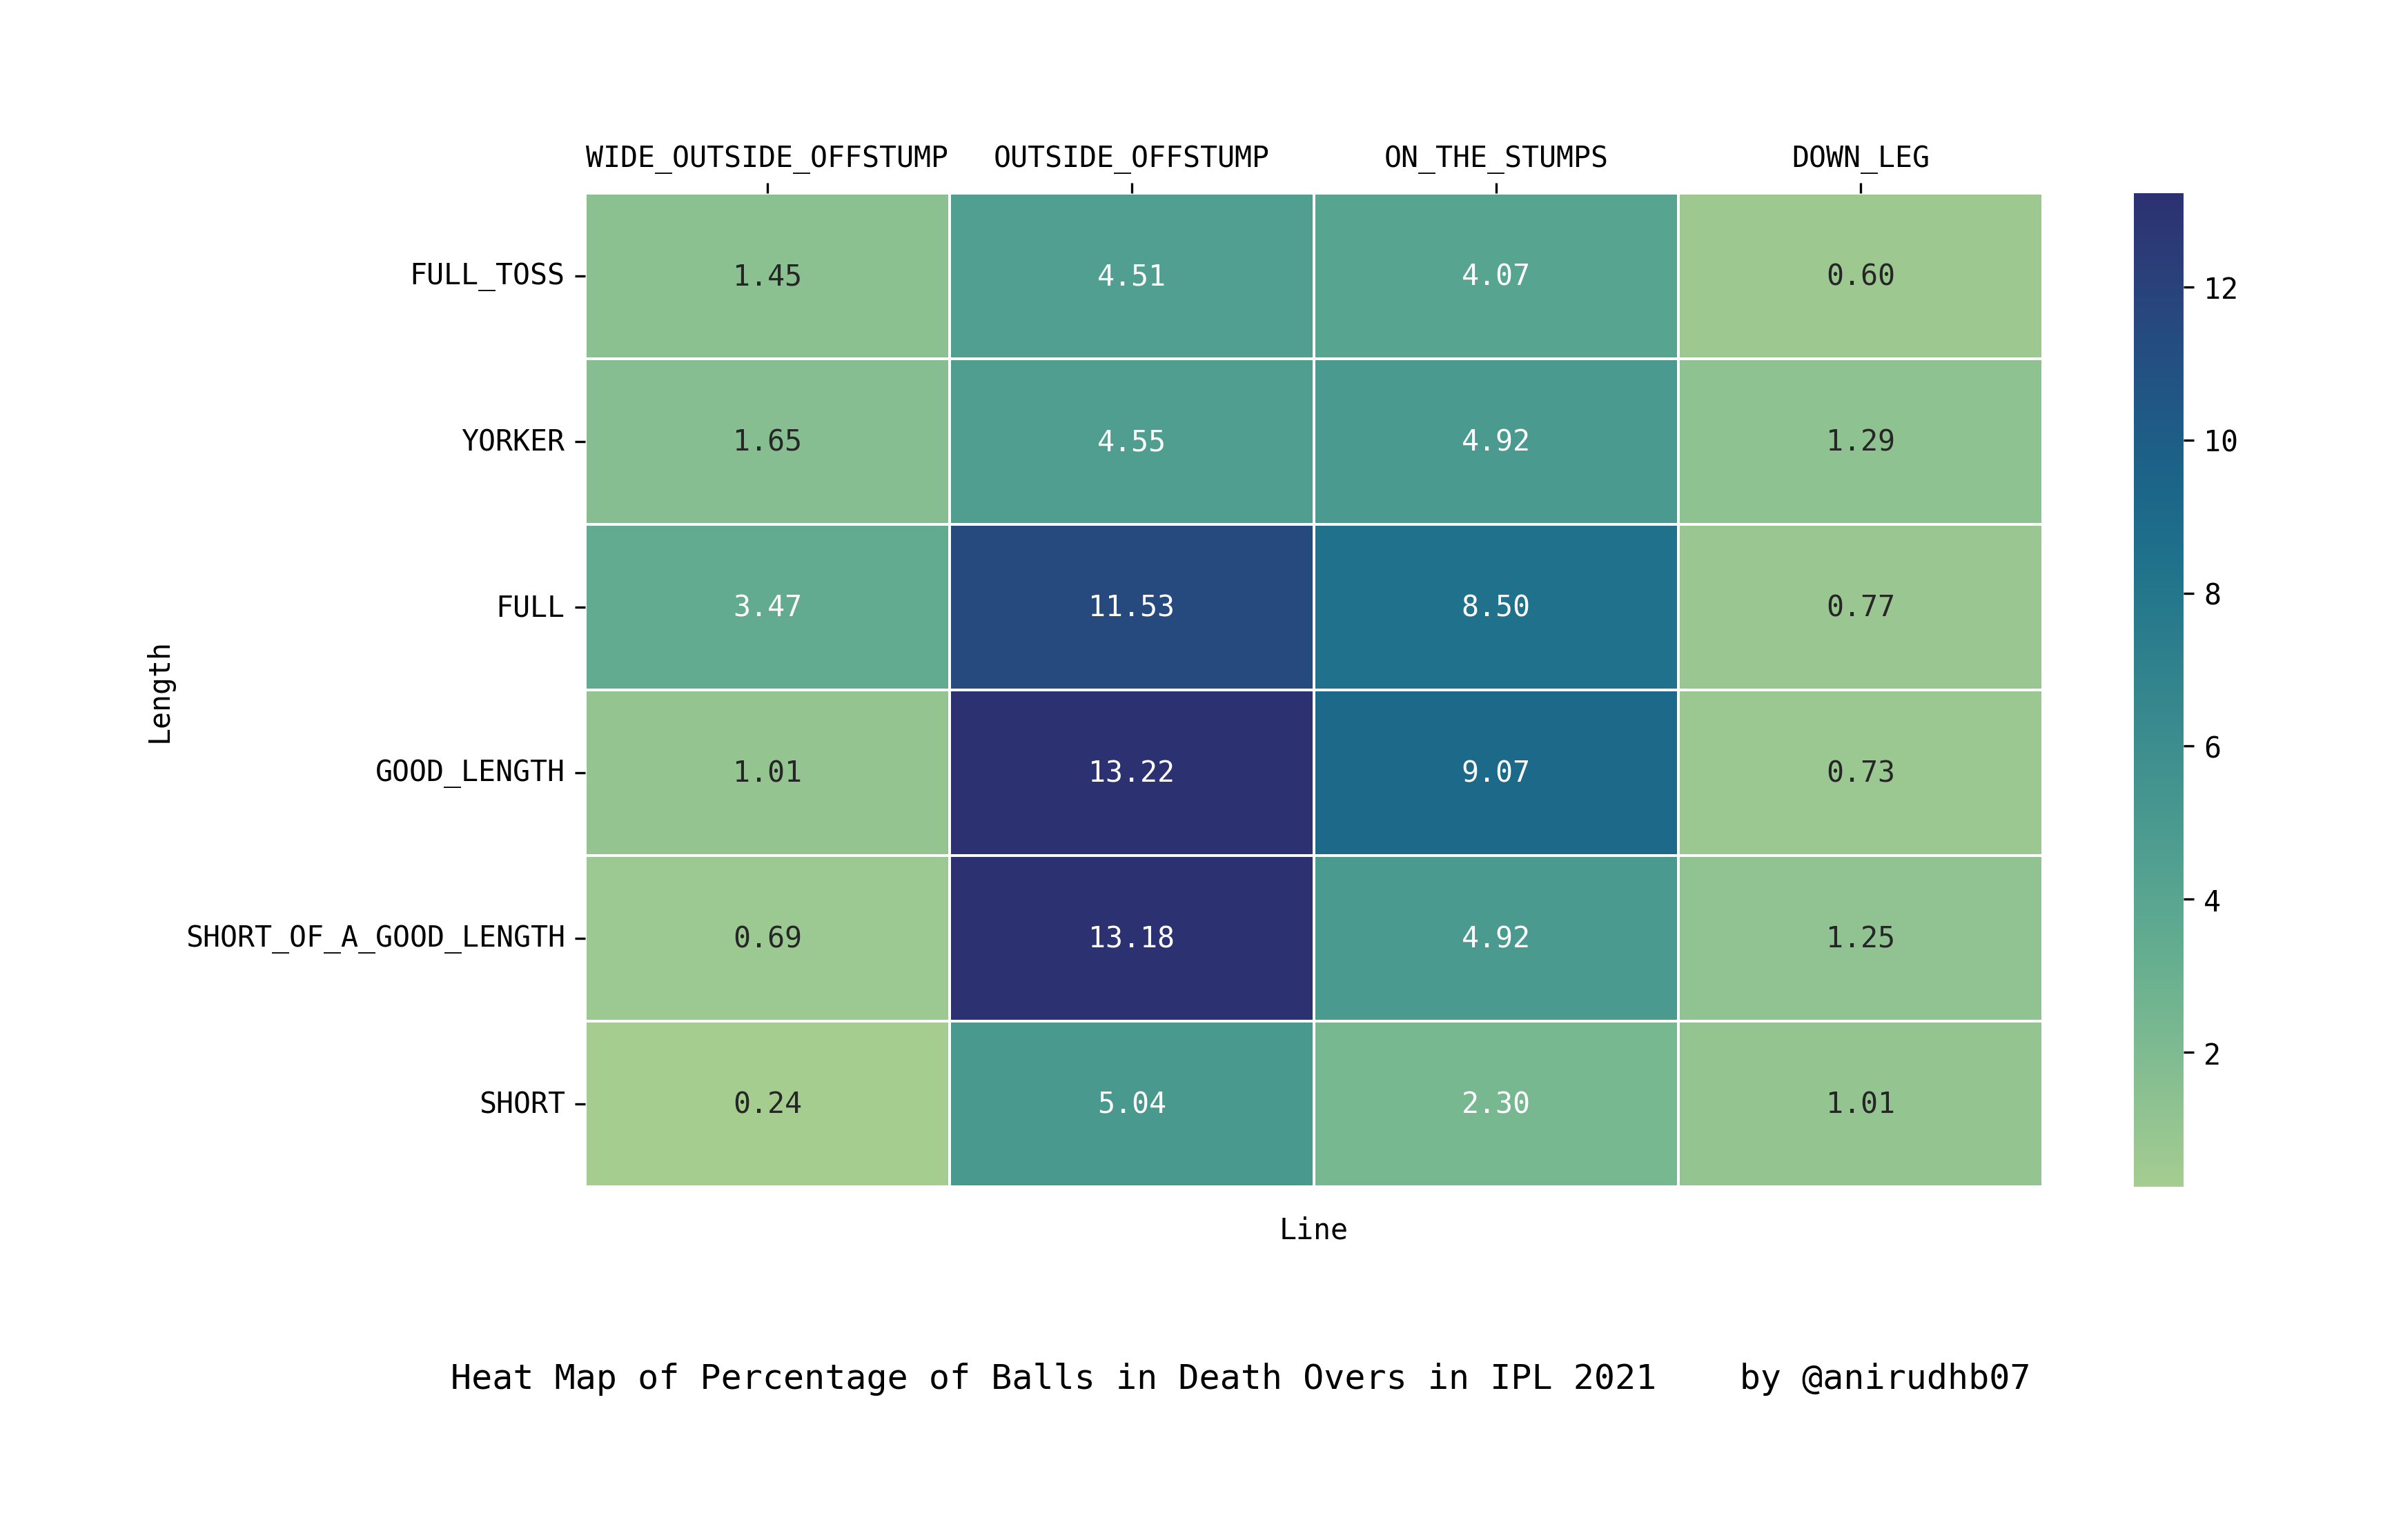 WIDE_OUTSIDE_OFFSTUMP OUTSIDE_OFFSTUMP ON_THE_STUMPS DOWN_LEG
FULL_TOSS 1.45 4.51 4.07 0.60
YORKER 1.65 4.55 4.92 1.29
FULL 3.47 11.53 8.50 0.77
GOOD_LENGTH 1.01 13.22 9.07 0.73
SHORT_OF_A_GOOD_LENGTH 0.69 13.18 4.92 1.25
SHORT 0.24 5.04 2.30 1.01
Length
Line
12
10
8
6
4
2
Heat Map of Percentage of Balls in Death Overs in IPL 2021 by @anirudhb07